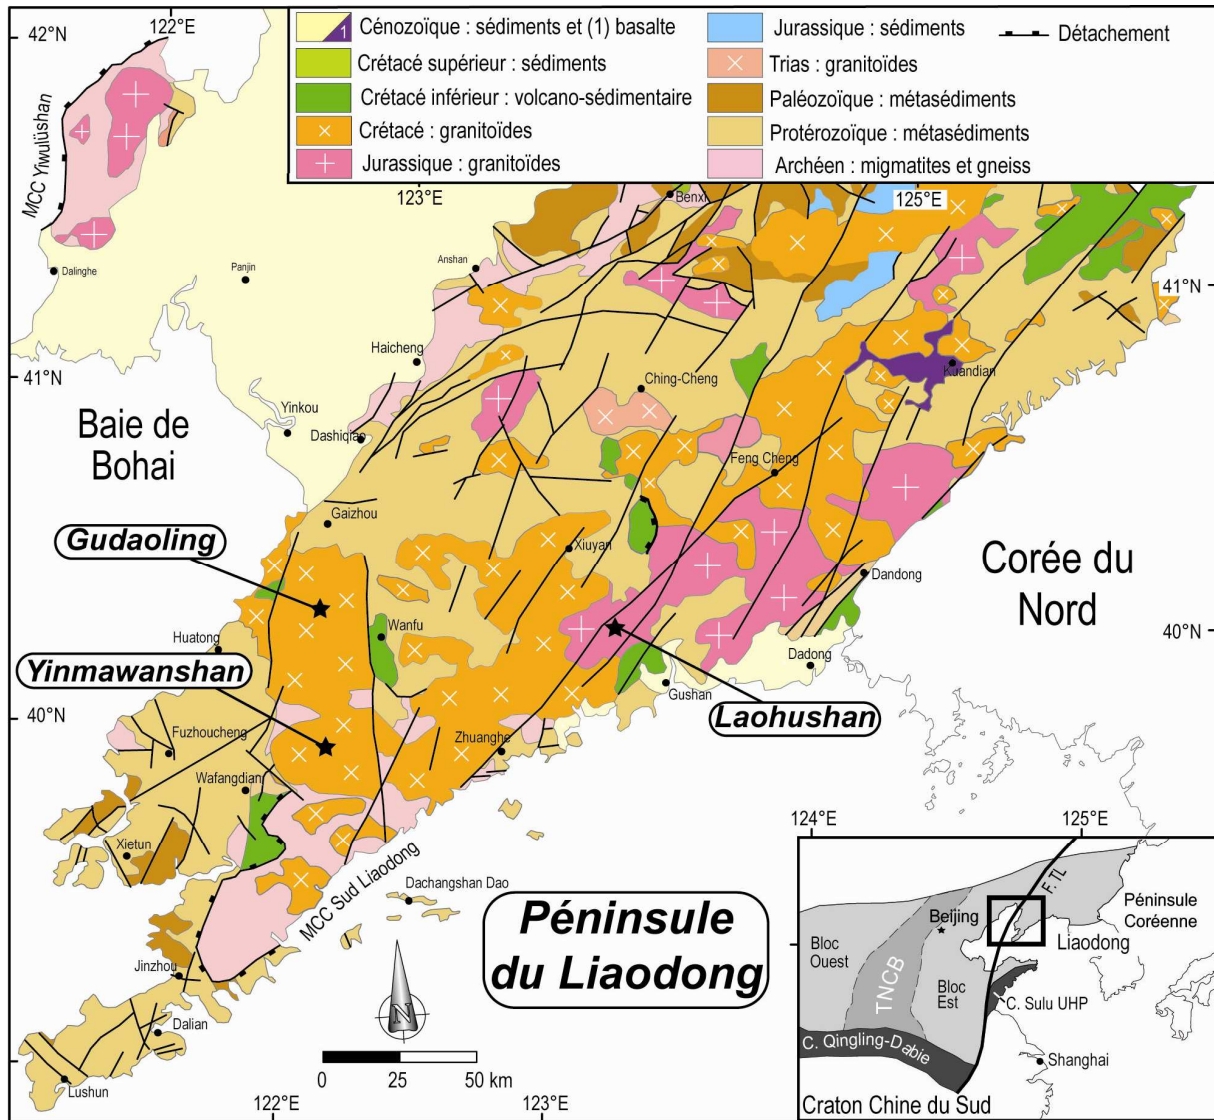 42°N
122°E
1
Cénozoïque : sédiments et (1) basalte
Crétacé supérieur : sédiments
Crétacé inférieur : volcano-sédimentaire
Crétacé : granitoïdes
Jurassique : granitoïdes
Jurassique : sédiments
Trias : granitoïdes
Paléozoïque : métasédiments
Protérozoïque : métasédiments
Archéen : migmatites et gneiss
Détachement
MCC Yiwulüshan
123°E
Benxi
125°E
Dalinghe
Panjin
Anshan
41°N
Haicheng
Kuandian
41°N
Ching-Cheng
Yinkou
Baie de
Bohai
Dashiqiao
Feng Cheng
Gaizhou
Gudaoling
Xiuyan
Corée du
Nord
Dandong
Huatong
Wanfu
40°N
Yinmawanshan
Dadong
Gushan
Laohushan
40°N
Fuzhoucheng
Zhuanghe
Wafangdian
Xietun
MCC Sud Liaodong
Dachangshan Dao
Péninsule
du Liaodong
Jinzhou
N
Dalian
Lushun
0
25
50 km
122°E
123°E
124°E
125°E
F. TL
Beijing
Péninsule
Coréenne
Bloc
Ouest
Liaodong
TNCB
Bloc
Est
C. Sulu UHP
C. Qingling-Dabie
Shanghai
Craton Chine du Sud